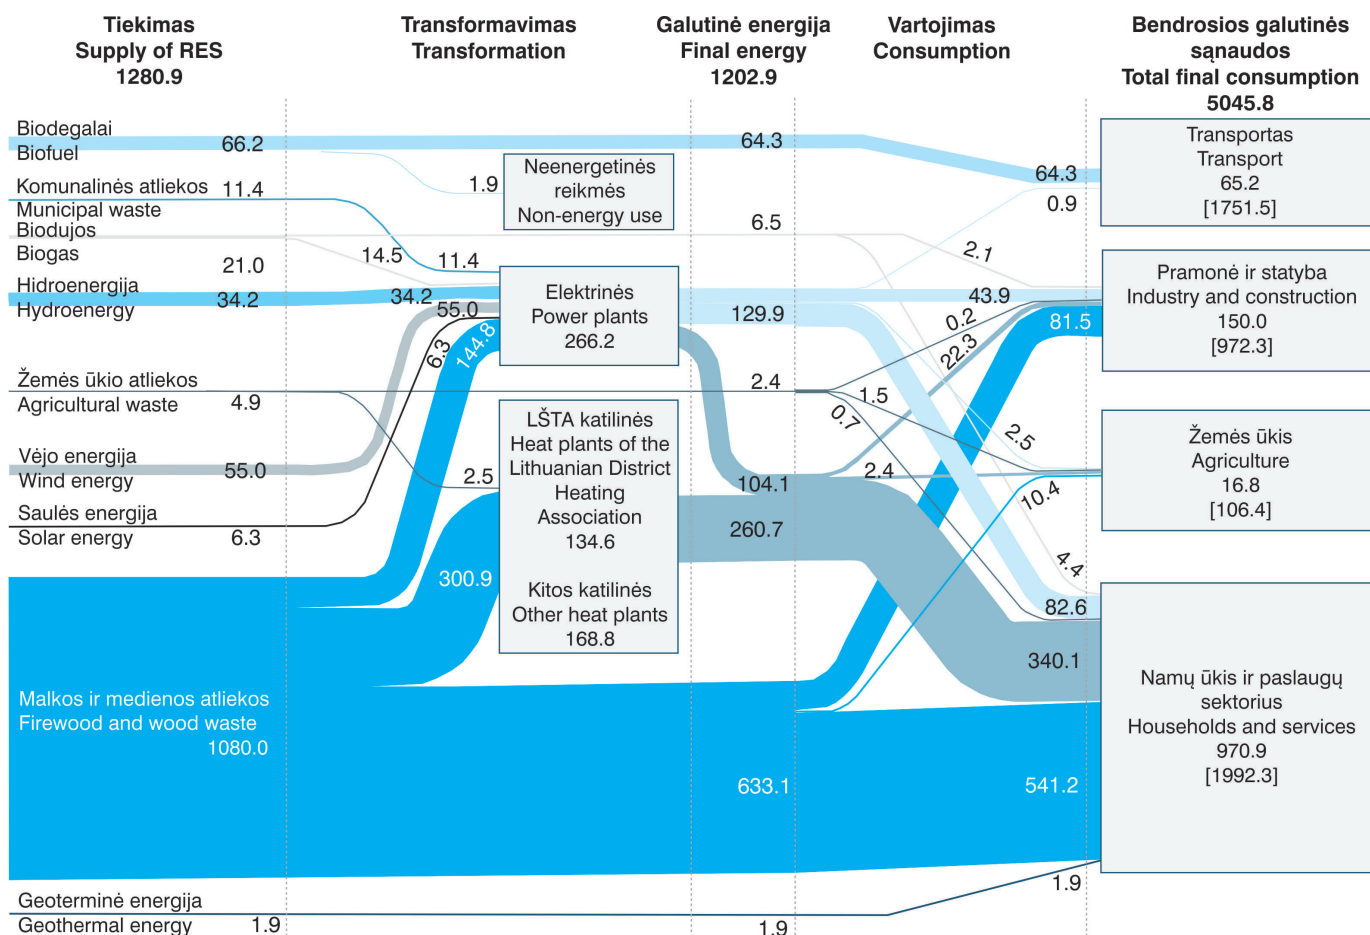 Tiekimas
Supply of RES
1280.9
Transformavimas
Transformation
Galutinė energija
Final energy
1202.9
Vartojimas
Consumption
Bendrosios galutinės
sąnaudos
Total final consumption
5045.8
Biodegalai
Biofuel
66.2
64.3
64.3
1.9
0.9
Neenergetinės
reikmės
Non-energy use
Transportas
Transport
65.2
[1751.5]
Komunalinės atliekos
Municipal waste
11.4
11.4
Biodujos
Biogas
21.0
14.5
6.5
2.1
4.4
Hidroenergija
Hydroenergy
34.2
34.2
55.0
6.3
144.8
Elektrinės
Power plants
266.2
129.9
43.9
0.2
22.3
81.5
Pramonė ir statyba
Industry and construction
150.0
[972.3]
Žemės ūkio atliekos
Agricultural waste
4.9
2.5
2.4
1.5
0.7
2.5
2.4
10.4
Žemės ūkis
Agriculture
16.8
[106.4]
Vėjo energija
Wind energy
55.0
Saulės energija
Solar energy
6.3
LŠTA katilinės
Heat plants of the
Lithuanian District
Heating
Association
134.6
Kitos katilinės
Other heat plants
168.8
104.1
260.7
300.9
82.6
340.1
Malkos ir medienos atliekos
Firewood and wood waste
1080.0
633.1
541.2
Namų ūkis ir paslaugų
sektorius
Households and services
970.9
[1992.3]
Geoterminė energija
Geothermal energy
1.9
1.9
1.9